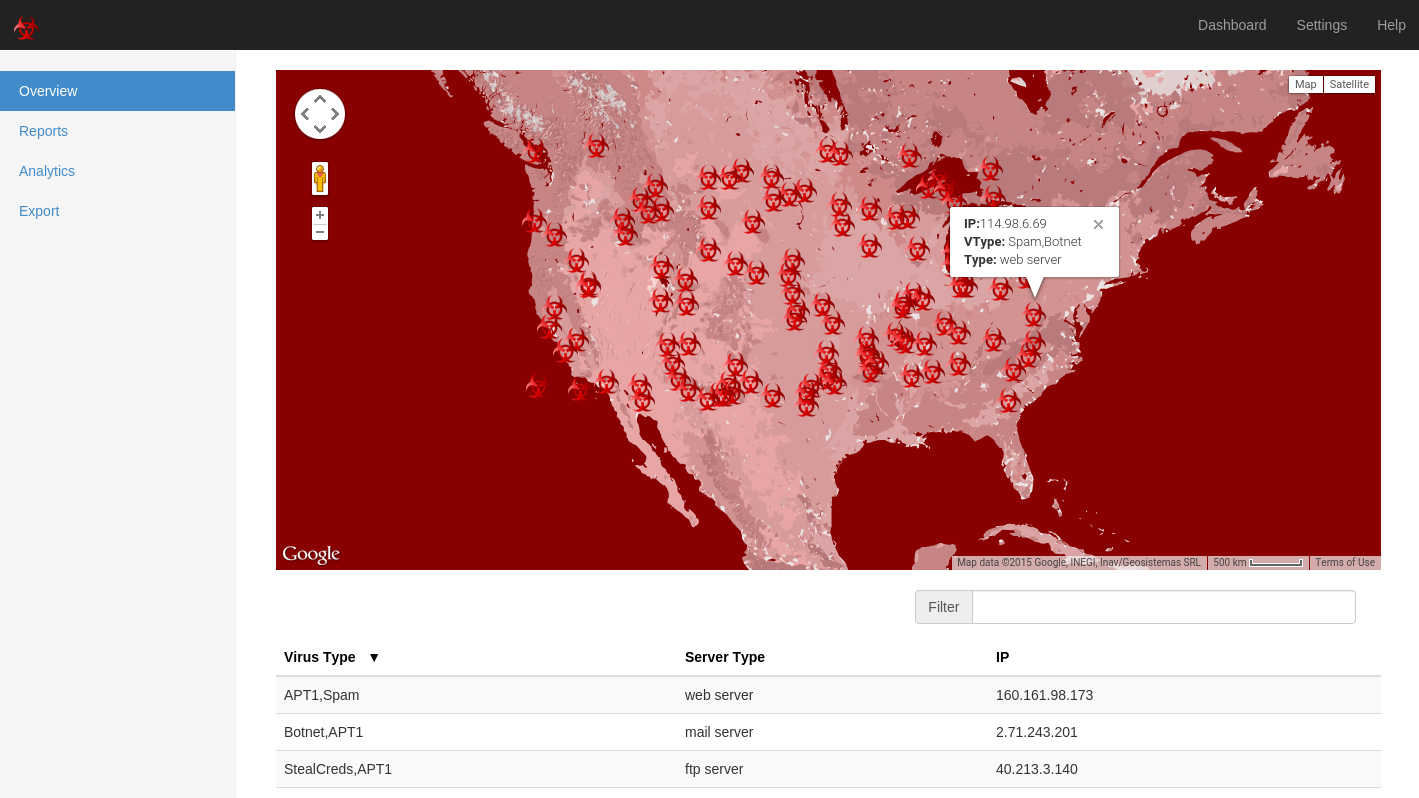 Dashboard Settings Help
Overview
Reports
Analytics
Export
Map Satellite
+
−
IP:114.98.6.69
VType: Spam,Botnet
Type: web server
Google
Map data ©2015 Google, INEGI, Inav/Geosistemas SRL 500 km Terms of Use
Filter
Virus Type ▼ Server Type IP
APT1,Spam web server 160.161.98.173
Botnet,APT1 mail server 2.71.243.201
StealCreds,APT1 ftp server 40.213.3.140